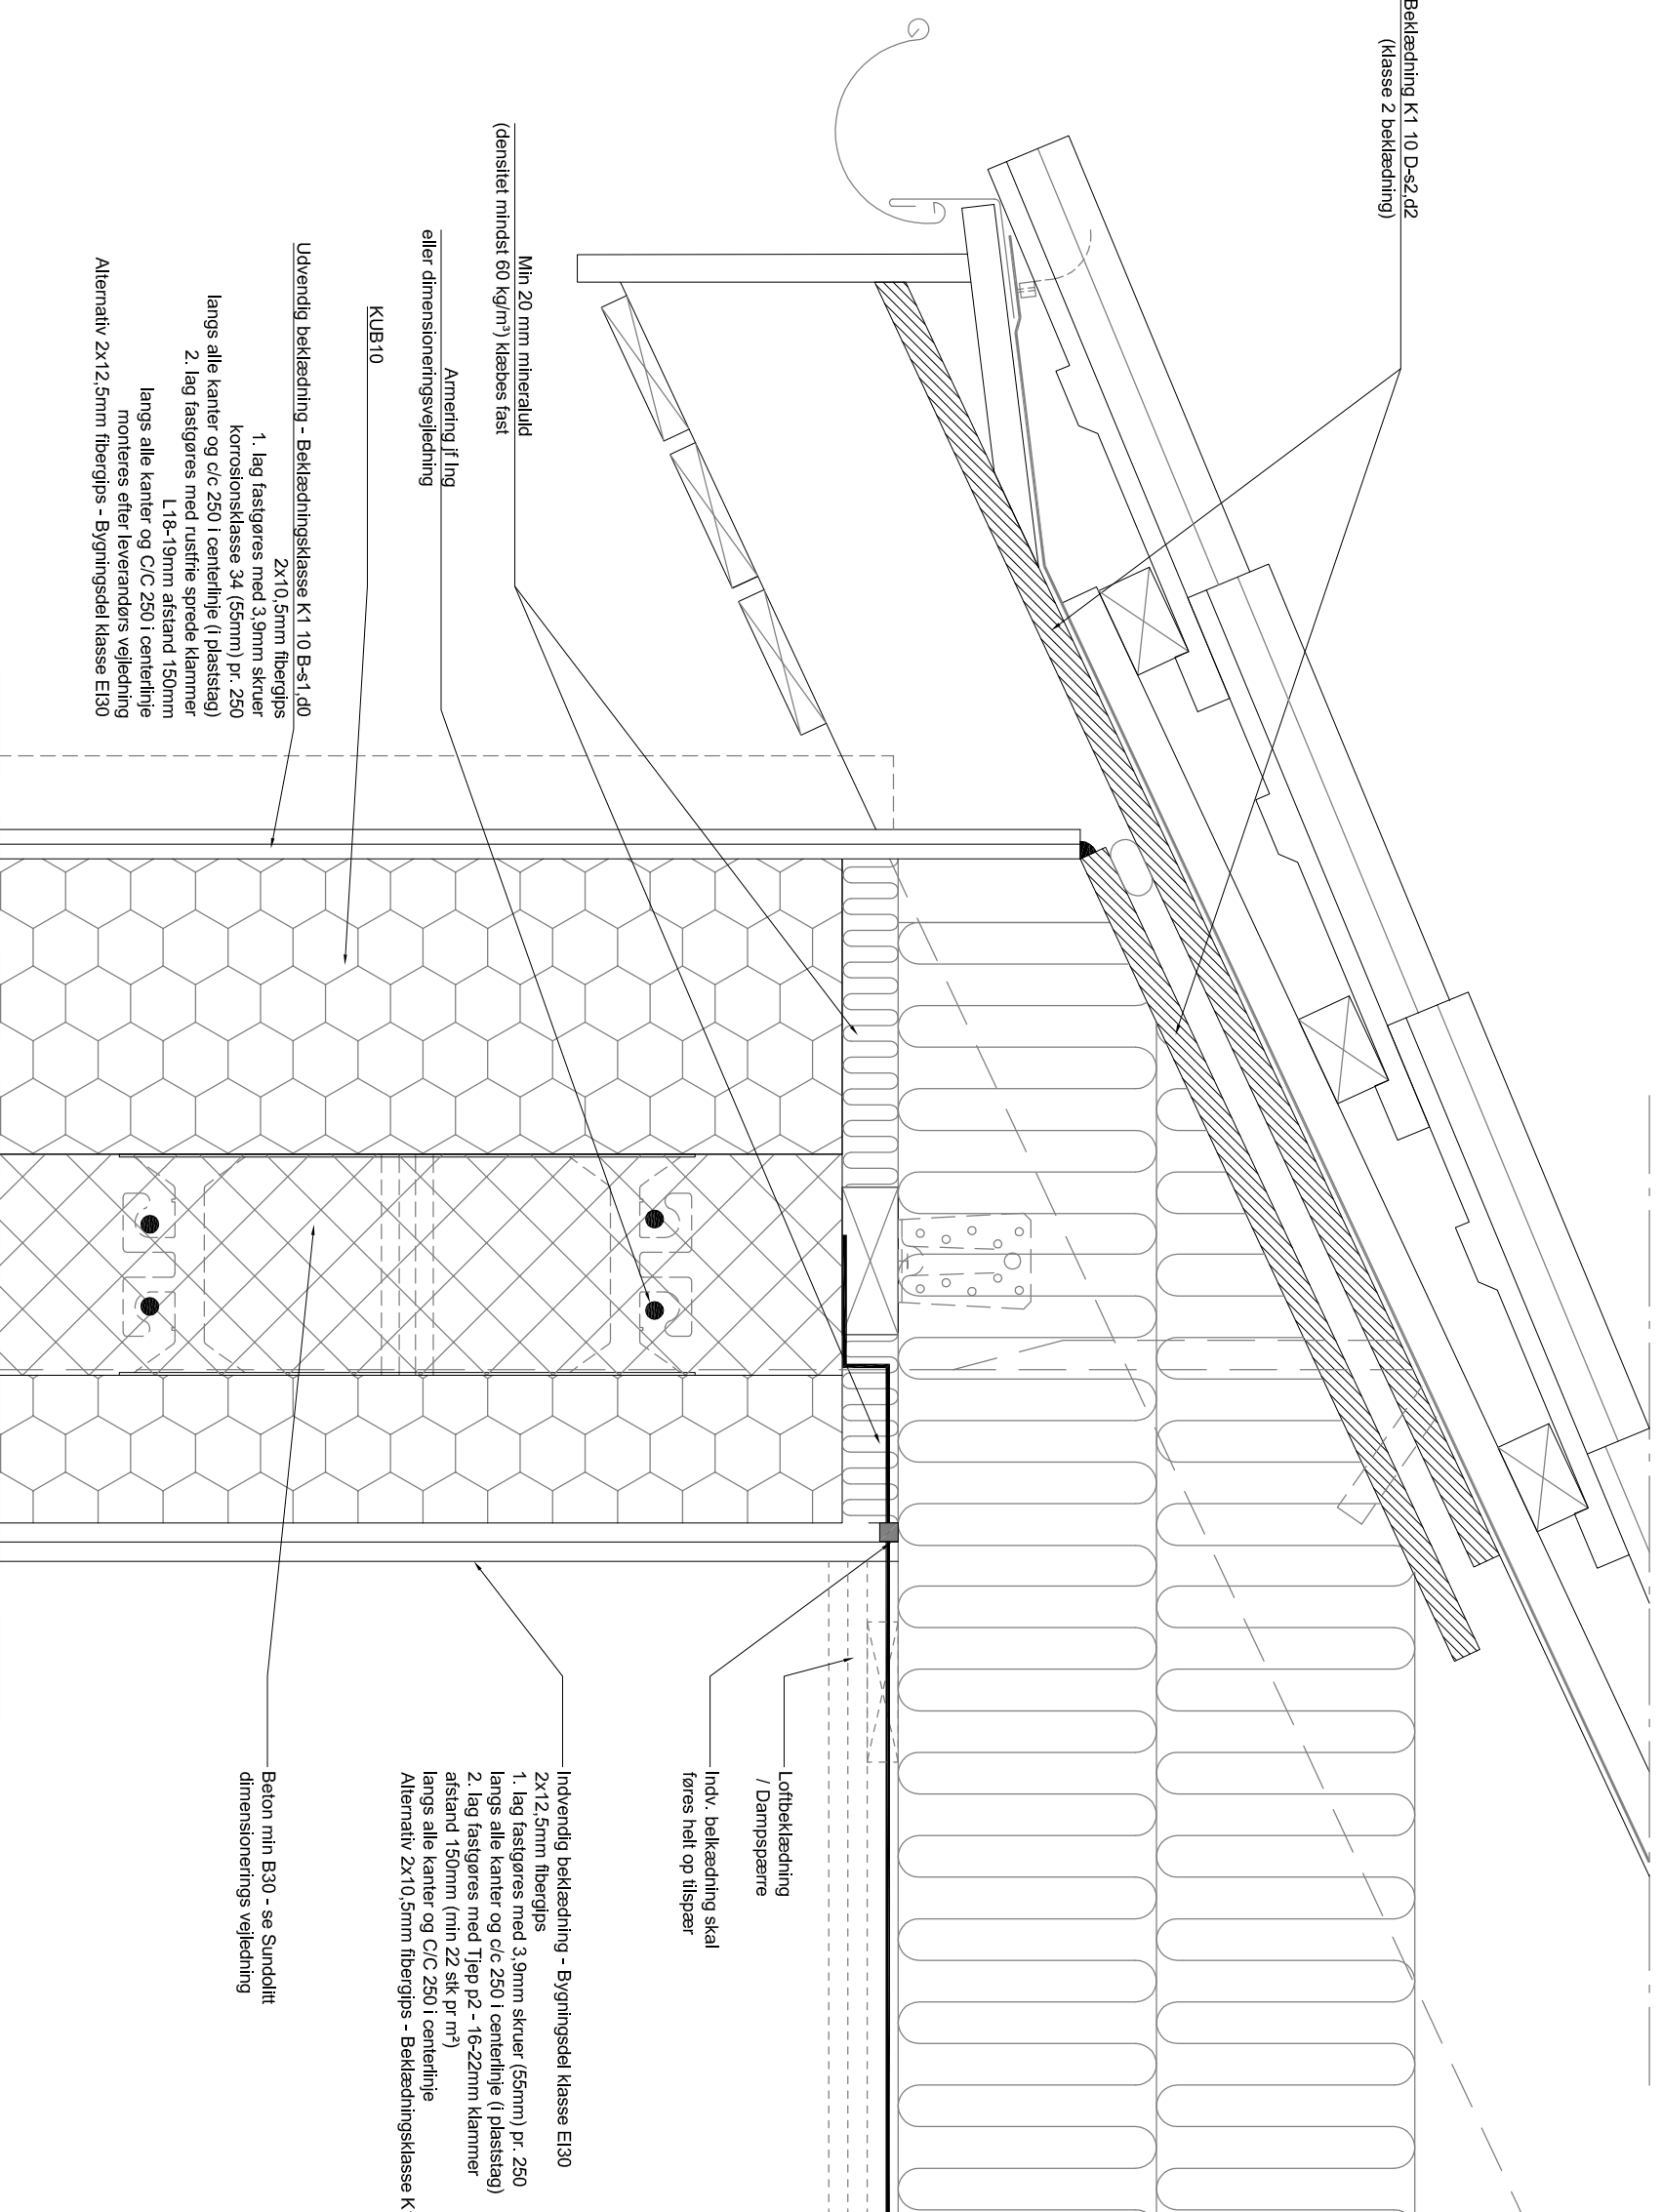 Beklædning K1 10 D-s2,d2
(klasse 2 beklædning)
Min 20 mm mineraluld
(densitet mindst 60 kg/m³) klæbes fast
Armering jf Ing
eller dimensioneringsvejledning
KUB10
Udvendig beklædning - Beklædningsklasse K1 10 B-s1,d0
2x10,5mm fibergips
1. lag fastgøres med 3,9mm skruer
korrosionsklasse 34 (55mm) pr. 250
langs alle kanter og c/c 250 i centerlinje (i plaststag)
2. lag fastgøres med rustfrie sprede klammer
L18-19mm afstand 150mm
langs alle kanter og C/C 250 i centerlinje
monteres efter leverandørs vejledning
Alternativ 2x12,5mm fibergips - Bygningsdel klasse EI30
Loftbeklædning
/ Dampspærre
Indv. belkædning skal
føres helt op tilspær
Indvendig beklædning - Bygningsdel klasse EI30
2x12,5mm fibergips
1. lag fastgøres med 3,9mm skruer (55mm) pr. 250
langs alle kanter og c/c 250 i centerlinje (i plaststag)
2. lag fastgøres med Tjep p2 - 16-22mm klammer
afstand 150mm (min 22 stk pr m²)
langs alle kanter og C/C 250 i centerlinje
Alternativ 2x10,5mm fibergips - Beklædningsklasse K
Beton min B30 - se Sundolitt
dimensionerings vejledning